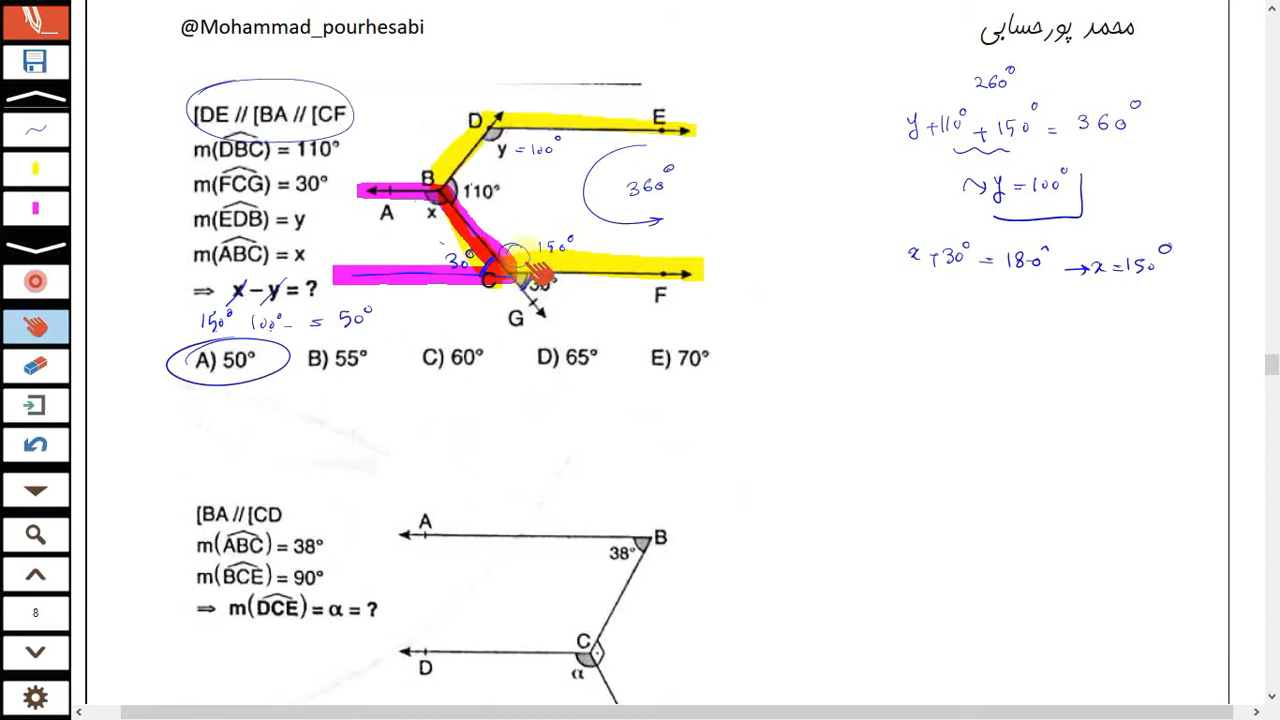 @Mohammad_pourhesabi
محمد پورحسابی
[DE // [BA // [CF
m(DBC) = 110°
m(FCG) = 30°
m(EDB) = y
m(ABC) = x
⇒ x – y = ?
150° 100° = 50°
A) 50° B) 55° C) 60° D) 65° E) 70°
D
E
y = 100°
B
110°
A
x
360°
150°
30°
C
30°
F
G
260°
y + 110° + 150° = 360°
y = 100°
x + 30° = 180° → x = 150°
[BA // [CD
m(ABC) = 38°
m(BCE) = 90°
⇒ m(DCE) = α = ?
A
B
38°
C
D
α
8